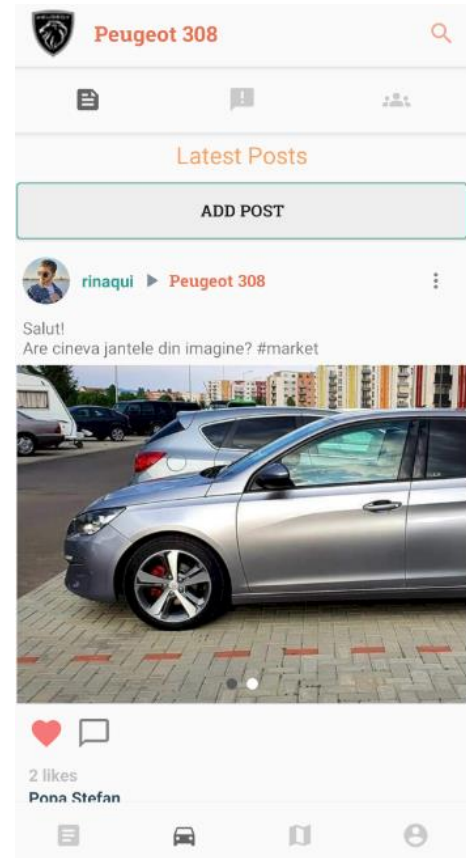 PEUGEOT
Peugeot 308
Latest Posts
ADD POST
rinaqui Peugeot 308
Salut!
Are cineva jantele din imagine? #market
2 likes
Popa Stefan